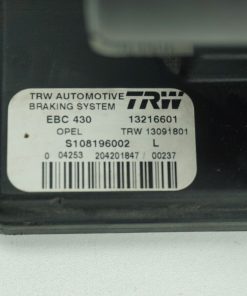 TRW AUTOMOTIVE
BRAKING SYSTEM TRW
EBC 430 13216601
OPEL TRW 13091801
S108196002 L
0 04253 204201847 / 00237